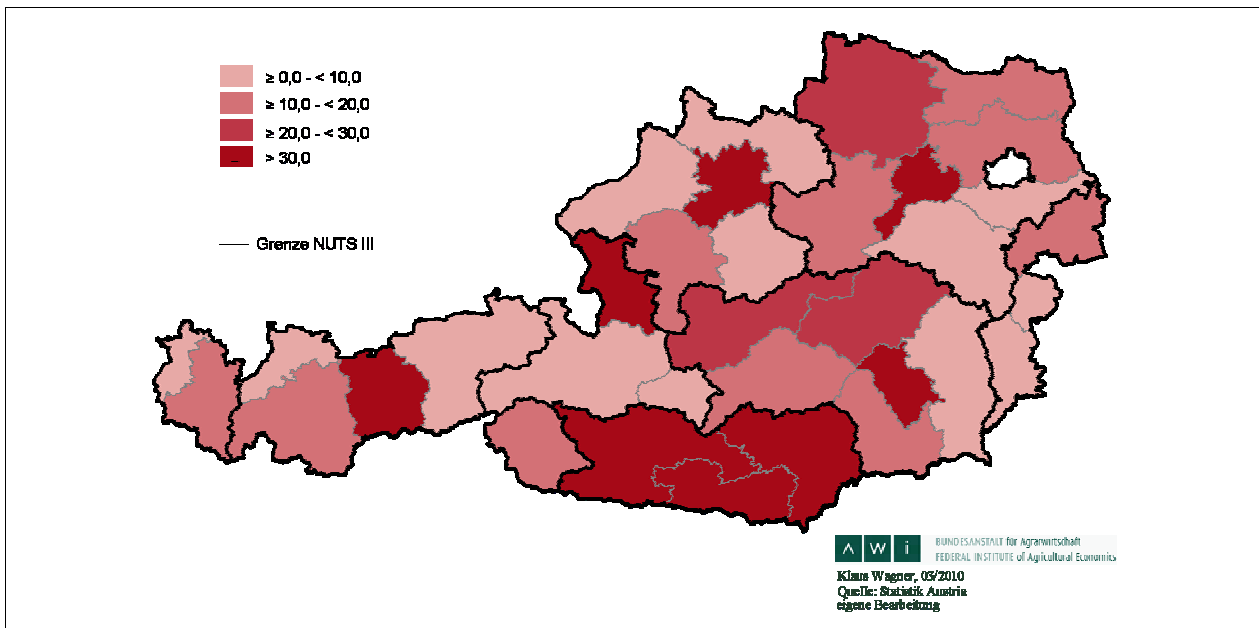 ≥ 0,0 - < 10,0
≥ 10,0 - < 20,0
≥ 20,0 - < 30,0
> 30,0
Grenze NUTS III
AWi
BUNDESANSTALT für Agrarwirtschaft
FEDERAL INSTITUTE of Agricultural Economics
Klaus Wagner, 03/2010
Quelle: Statistik Austria
eigene Bearbeitung